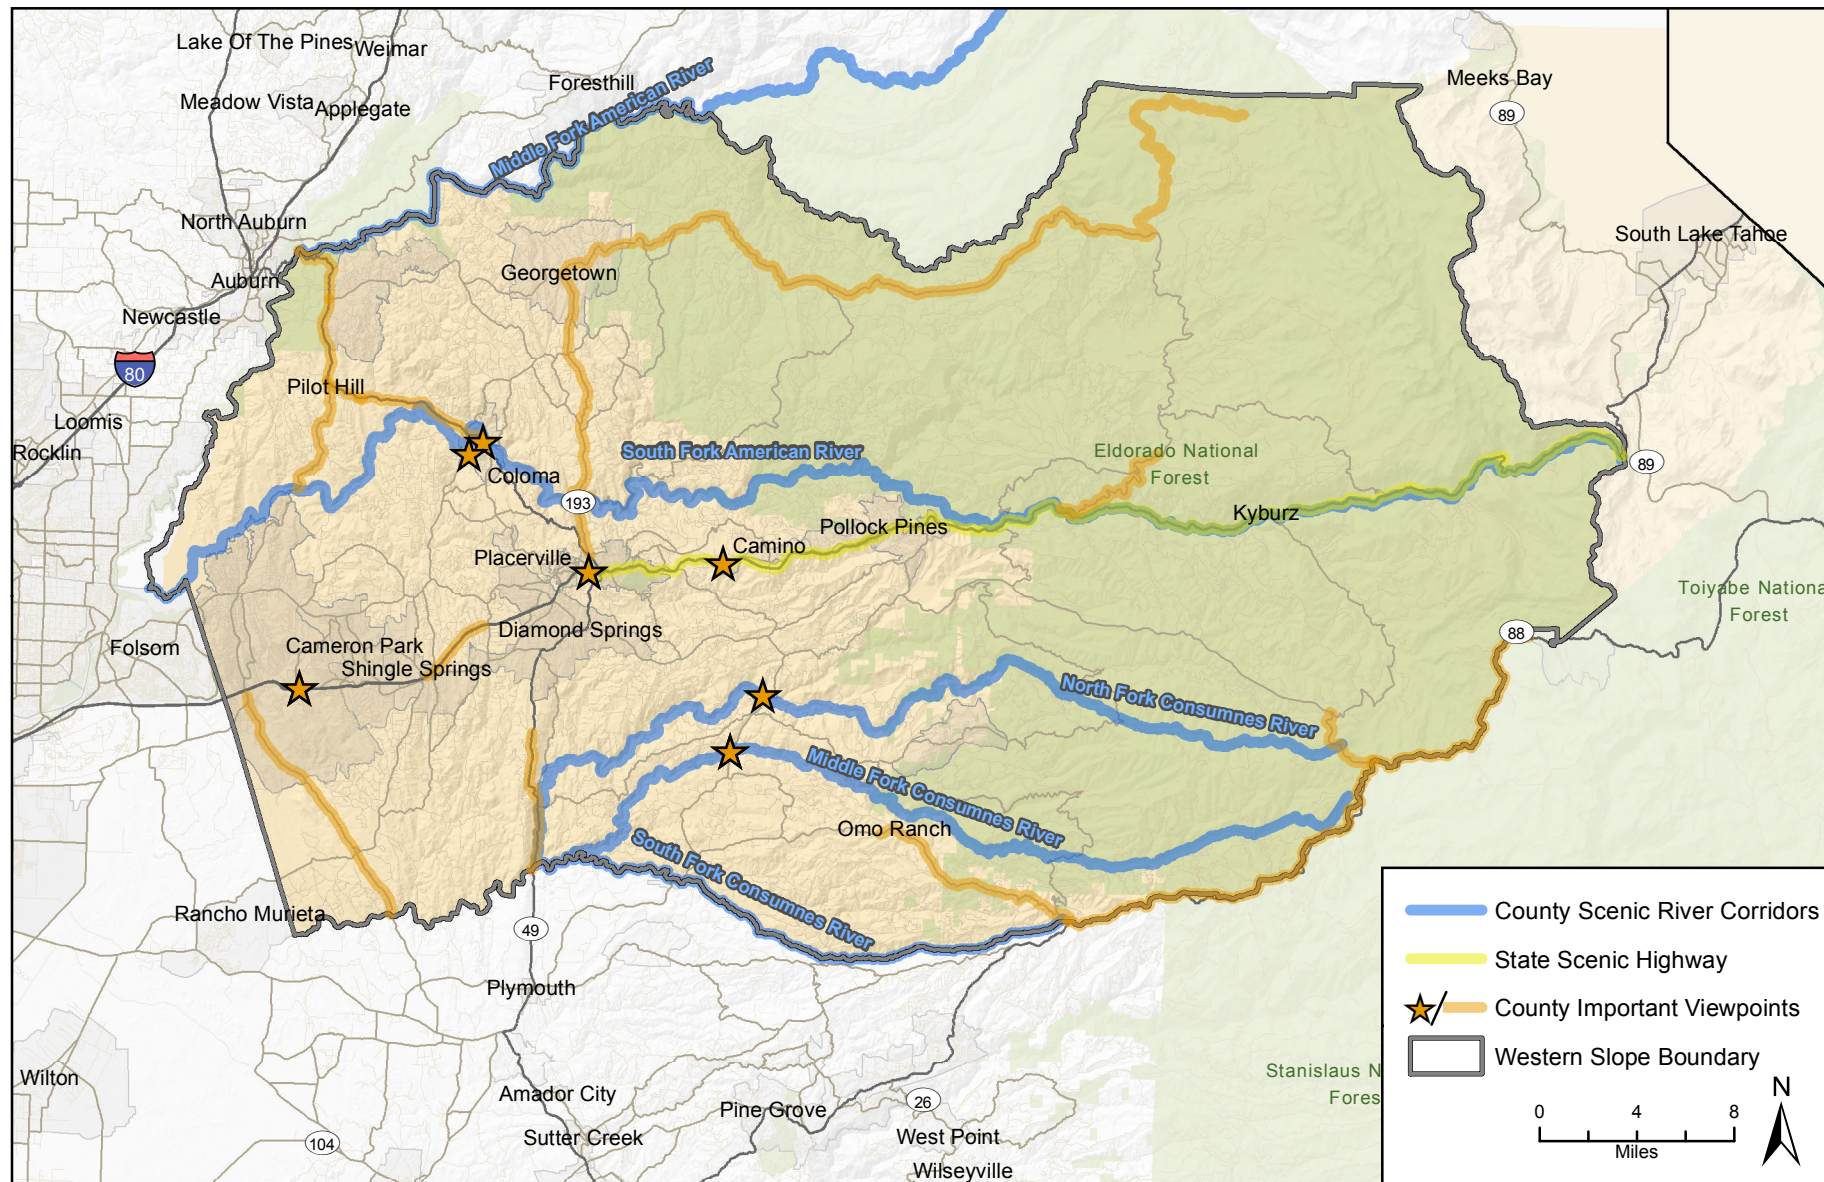 Lake Of The Pines
Weimar
Foresthill
Meeks Bay
Meadow Vista
Applegate
89
Middle Fork American River
North Auburn
South Lake Tahoe
Georgetown
Auburn
Newcastle
80
Pilot Hill
Loomis
Rocklin
South Fork American River
Eldorado National
Forest
89
Coloma
193
Kyburz
Pollock Pines
Camino
Placerville
Toiyabe Nationa
Forest
Diamond Springs
88
Folsom
Cameron Park
Shingle Springs
North Fork Consumnes River
Middle Fork Consumnes River
Omo Ranch
South Fork Consumnes River
Rancho Murieta
49
Plymouth
County Scenic River Corridors
State Scenic Highway
County Important Viewpoints
Western Slope Boundary
Wilton
Stanislaus N
Fores
Amador City
Pine Grove
26
Sutter Creek
104
West Point
Wilseyville
N
0 4 8
Miles